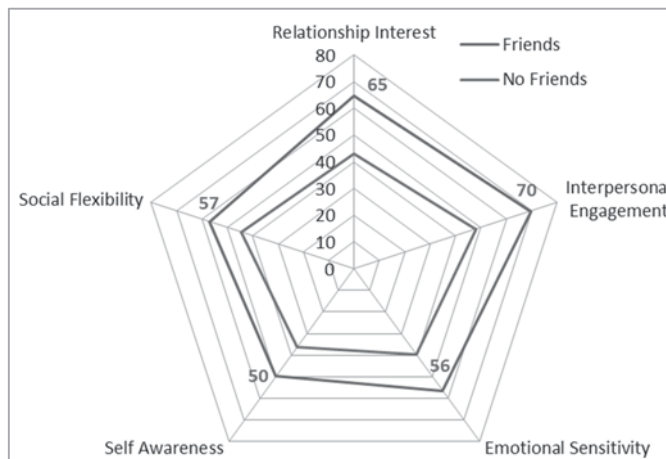 Relationship Interest
Friends
No Friends
80
70
60
50
40
30
20
10
0
65
70
57
56
50
Interpersonal
Engagement
Social Flexibility
Self Awareness
Emotional Sensitivity